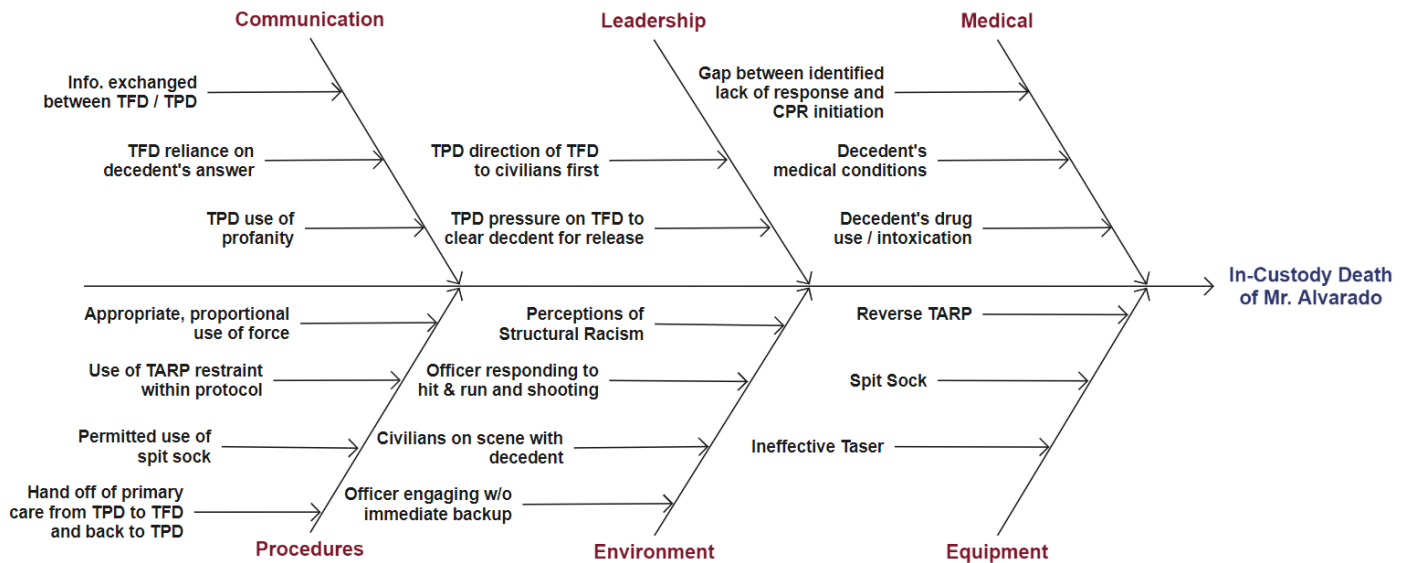 Communication
Leadership
Medical
Info. exchanged
between TFD / TPD
TFD reliance on
decedent's answer
TPD use of
profanity
TPD direction of TFD
to civilians first
TPD pressure on TFD to
clear decdent for release
Gap between identified
lack of response and
CPR initiation
Decedent's
medical conditions
Decedent's drug
use / intoxication
In-Custody Death
of Mr. Alvarado
Appropriate, proportional
use of force
Use of TARP restraint
within protocol
Permitted use of
spit sock
Hand off of primary
care from TPD to TFD
and back to TPD
Perceptions of
Structural Racism
Officer responding to
hit & run and shooting
Civilians on scene with
decedent
Officer engaging w/o
immediate backup
Reverse TARP
Spit Sock
Ineffective Taser
Procedures
Environment
Equipment